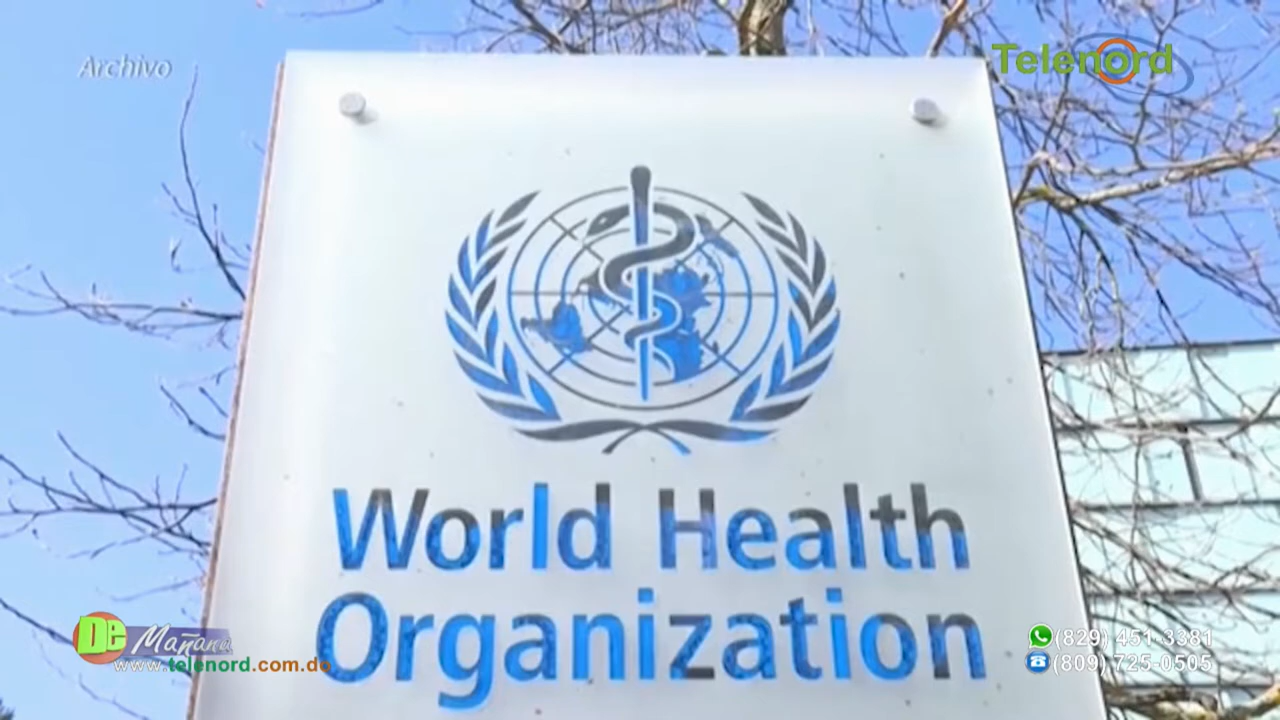 Archivo
Telenord
World Health
Organization
De Mañana
www.telenord.com.do
(829) 451-3381
(809) 725-0505